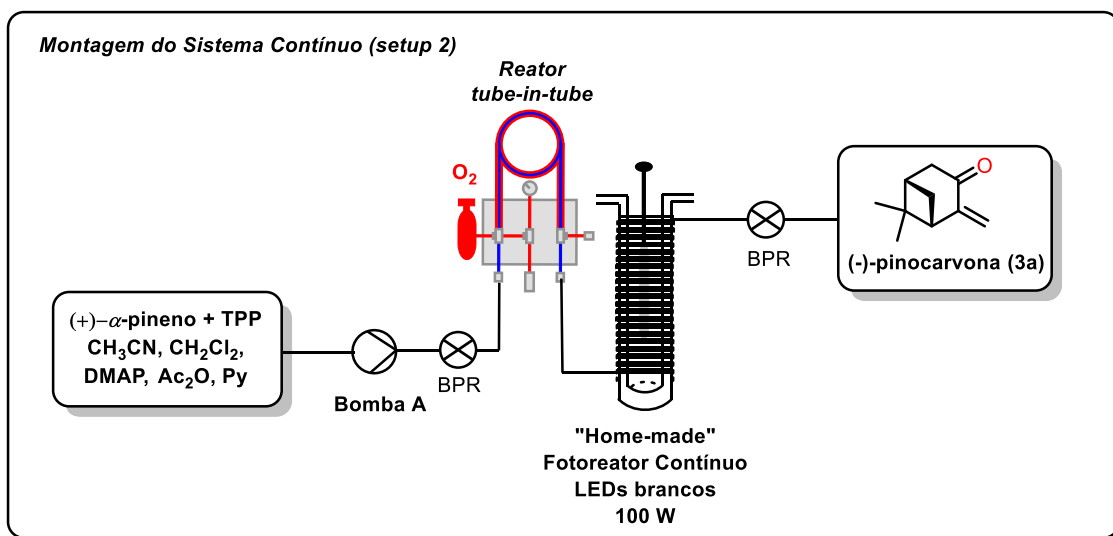 Montagem do Sistema Contínuo (setup 2)
Reator
tube-in-tube
O₂
(+)−α-pineno + TPP
CH₃CN, CH₂Cl₂,
DMAP, Ac₂O, Py
Bomba A
BPR
"Home-made"
Fotoreator Contínuo
LEDs brancos
100 W
BPR
O
(-)-pinocarvona (3a)